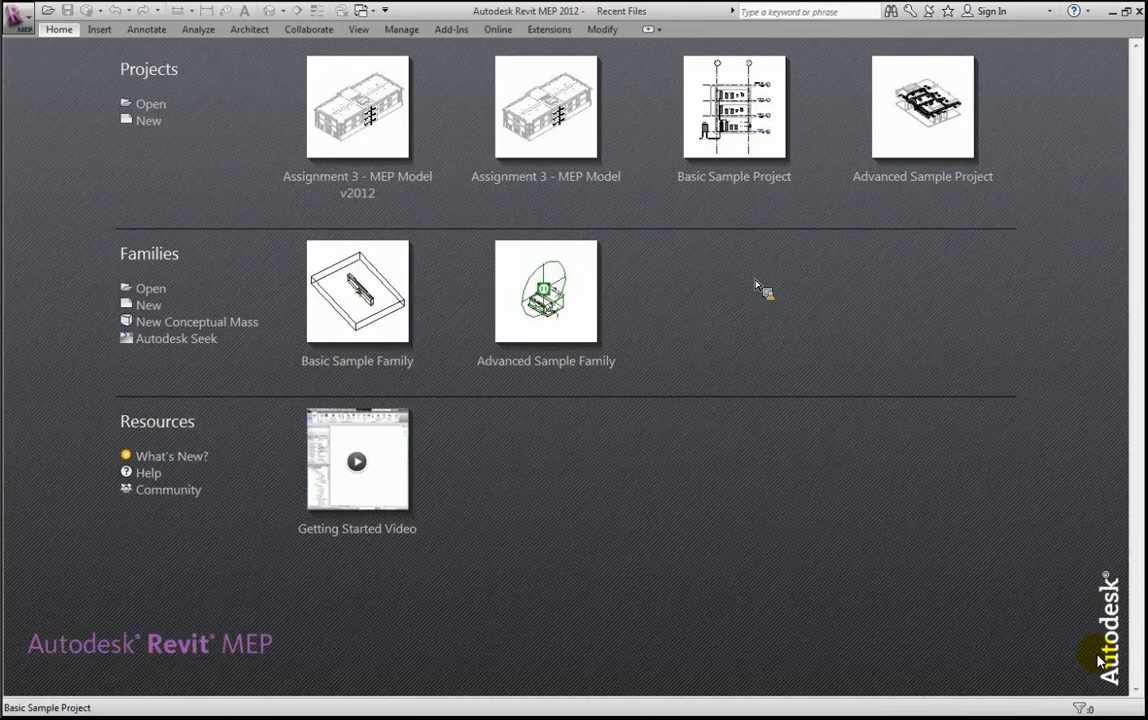 Autodesk Revit MEP 2012 - Recent Files
Type a keyword or phrase
Sign In
MEP
Home Insert Annotate Analyze Architect Collaborate View Manage Add-Ins Online Extensions Modify
Projects
Open
New
Assignment 3 - MEP Model
v2012
Assignment 3 - MEP Model
Basic Sample Project
Advanced Sample Project
Families
Open
New
New Conceptual Mass
Autodesk Seek
Basic Sample Family
Advanced Sample Family
Resources
What's New?
Help
Community
Getting Started Video
Autodesk® Revit® MEP
Autodesk®
Basic Sample Project
:0